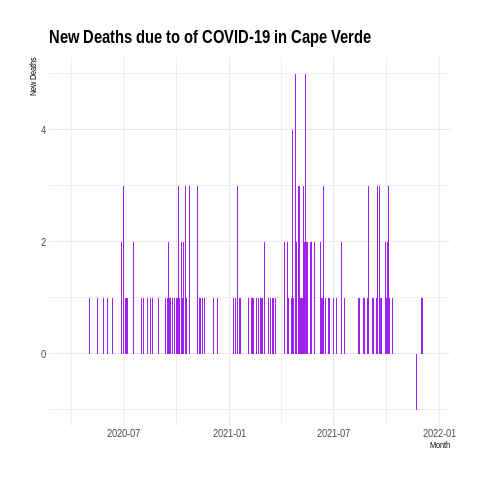 New Deaths due to of COVID-19 in Cape Verde
New Deaths
4
2
0
2020-07
2021-01
2021-07
2022-01
Month